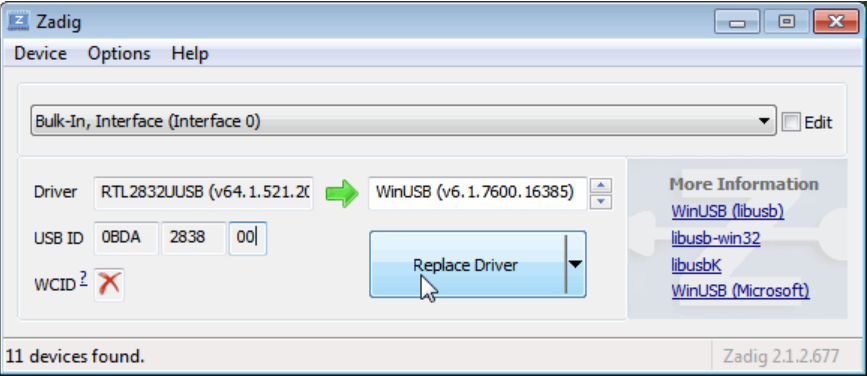 Zadig
Device Options Help
Bulk-In, Interface (Interface 0)
Edit
Driver RTL2832UUSB (v64.1.521.20 WinUSB (v6.1.7600.16385)
USB ID 0BDA 2838 00
WCID ?
Replace Driver
More Information
WinUSB (libusb)
libusb-win32
libusbK
WinUSB (Microsoft)
11 devices found.
Zadig 2.1.2.677